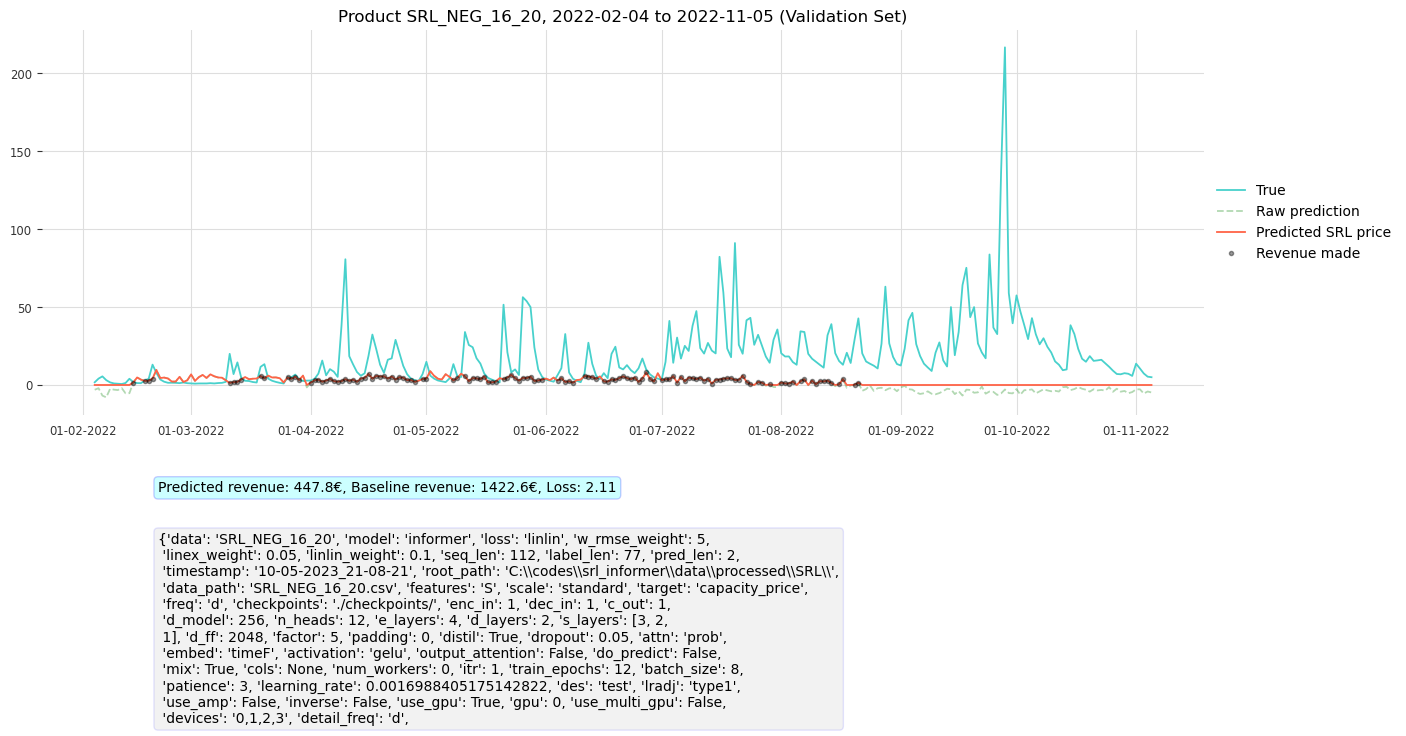 Product SRL_NEG_16_20, 2022-02-04 to 2022-11-05 (Validation Set)
200
150
100
50
0
01-02-2022 01-03-2022 01-04-2022 01-05-2022 01-06-2022 01-07-2022 01-08-2022 01-09-2022 01-10-2022 01-11-2022
True
Raw prediction
Predicted SRL price
Revenue made
Predicted revenue: 447.8€, Baseline revenue: 1422.6€, Loss: 2.11
{'data': 'SRL_NEG_16_20', 'model': 'informer', 'loss': 'linlin', 'w_rmse_weight': 5,
'linex_weight': 0.05, 'linlin_weight': 0.1, 'seq_len': 112, 'label_len': 77, 'pred_len': 2,
'timestamp': '10-05-2023_21-08-21', 'root_path': 'C:\\codes\\srl_informer\\data\\processed\\SRL\\',
'data_path': 'SRL_NEG_16_20.csv', 'features': 'S', 'scale': 'standard', 'target': 'capacity_price',
'freq': 'd', 'checkpoints': './checkpoints/', 'enc_in': 1, 'dec_in': 1, 'c_out': 1,
'd_model': 256, 'n_heads': 12, 'e_layers': 4, 'd_layers': 2, 's_layers': [3, 2,
1], 'd_ff': 2048, 'factor': 5, 'padding': 0, 'distil': True, 'dropout': 0.05, 'attn': 'prob',
'embed': 'timeF', 'activation': 'gelu', 'output_attention': False, 'do_predict': False,
'mix': True, 'cols': None, 'num_workers': 0, 'itr': 1, 'train_epochs': 12, 'batch_size': 8,
'patience': 3, 'learning_rate': 0.0016988405175142822, 'des': 'test', 'lradj': 'type1',
'use_amp': False, 'inverse': False, 'use_gpu': True, 'gpu': 0, 'use_multi_gpu': False,
'devices': '0,1,2,3', 'detail_freq': 'd',